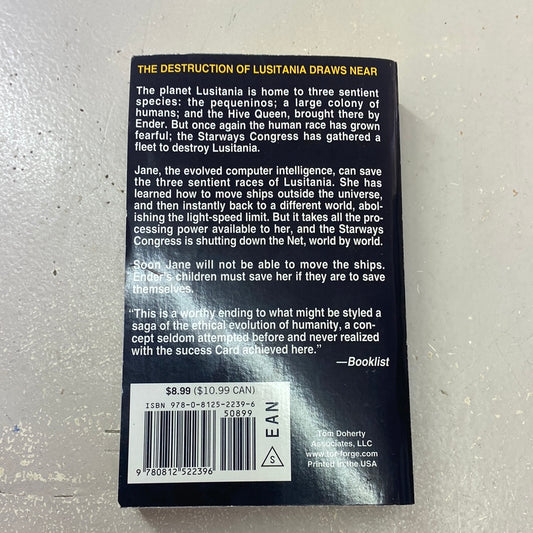 THE DESTRUCTION OF LUSITANIA DRAWS NEAR
The planet Lusitania is home to three sentient
species: the pequeninos; a large colony of
humans; and the Hive Queen, brought there by
Ender. But once again the human race has grown
fearful; the Starways Congress has gathered a
fleet to destroy Lusitania.
Jane, the evolved computer intelligence, can save
the three sentient races of Lusitania. She has
learned how to move ships outside the universe,
and then instantly back to a different world, abol-
ishing the light-speed limit. But it takes all the pro-
cessing power available to her, and the Starways
Congress is shutting down the Net, world by world.
Soon Jane will not be able to move the ships.
Ender's children must save her if they are to save
themselves.
"This is a worthy ending to what might be styled a
saga of the ethical evolution of humanity, a con-
cept seldom attempted before and never realized
with the sucess Card achieved here."
—Booklist
$8.99 ($10.99 CAN)
ISBN 978-0-8125-2239-6
50899
9 780812 522396
S
EAN
Tom Doherty
Associates, LLC
www.tor-forge.com
Printed in the USA